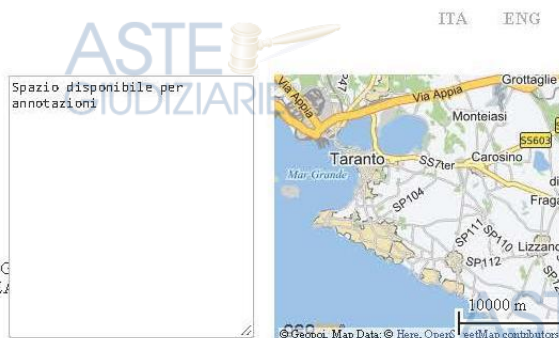 ITA ENG
ASTE
GIUDIZIARIE
Spazio disponibile per
annotazioni
Via Appia
Via Appia
Grottaglie
Monteiasi
SS603
Taranto
SS7ter
Carosino
Mar Grande
SP104
SP111
SP110
Lizzano
SP112
10000 m
© Geopoi, Map Data: © Here, OpenStreetMap contributors